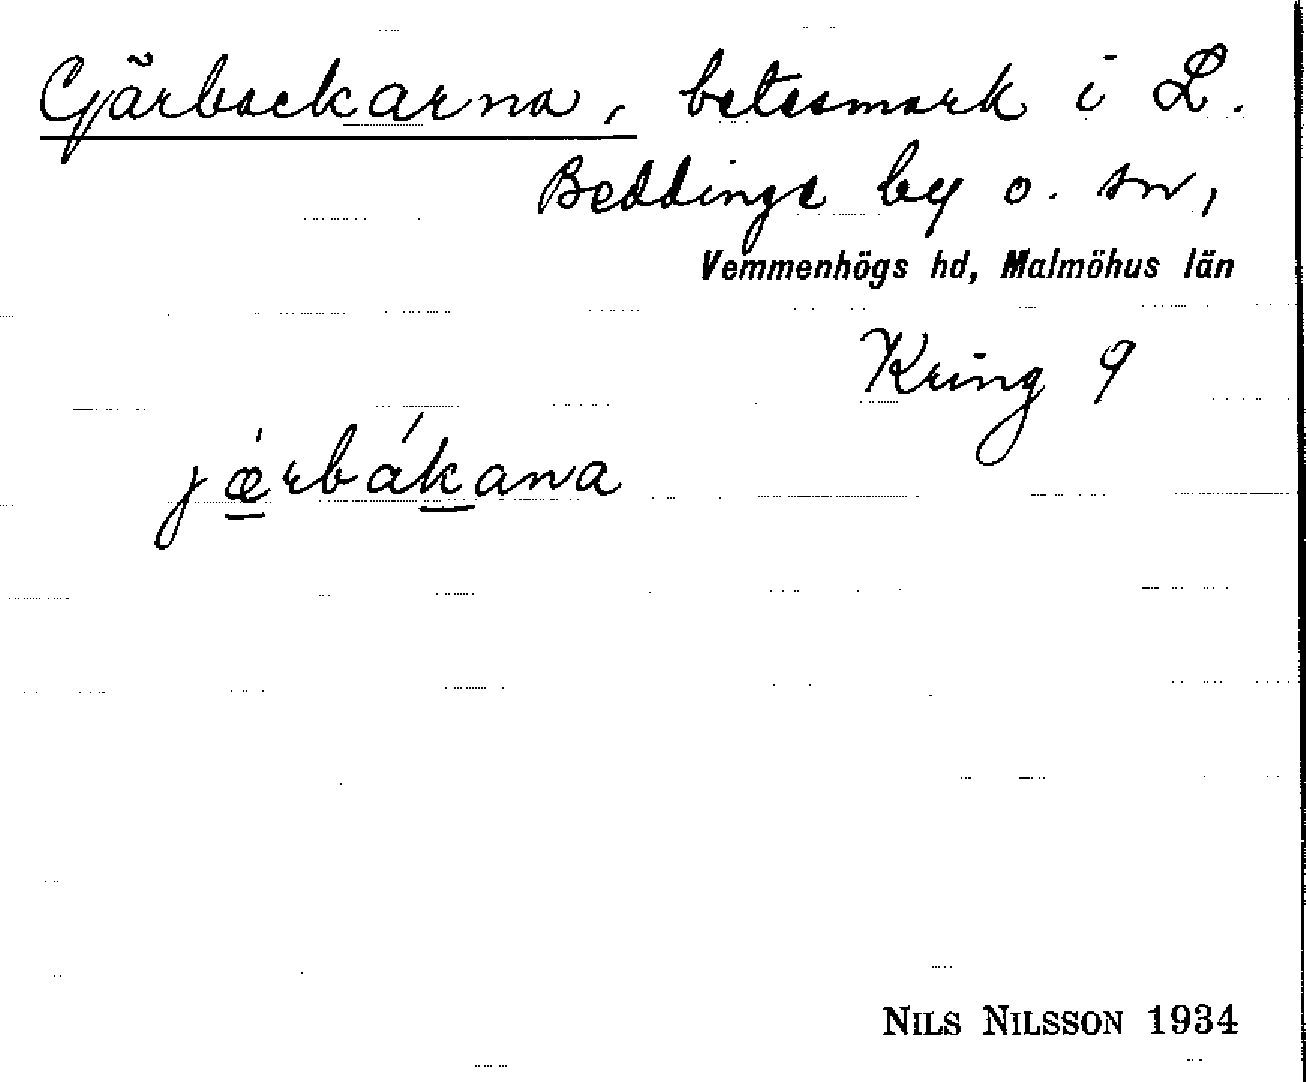 Gärbackarna, betesmark i L.
Beddinge by o. sn,
Vemmenhögs hd, Malmöhus län
Kring 9
jǽrbákana
NILS NILSSON 1934